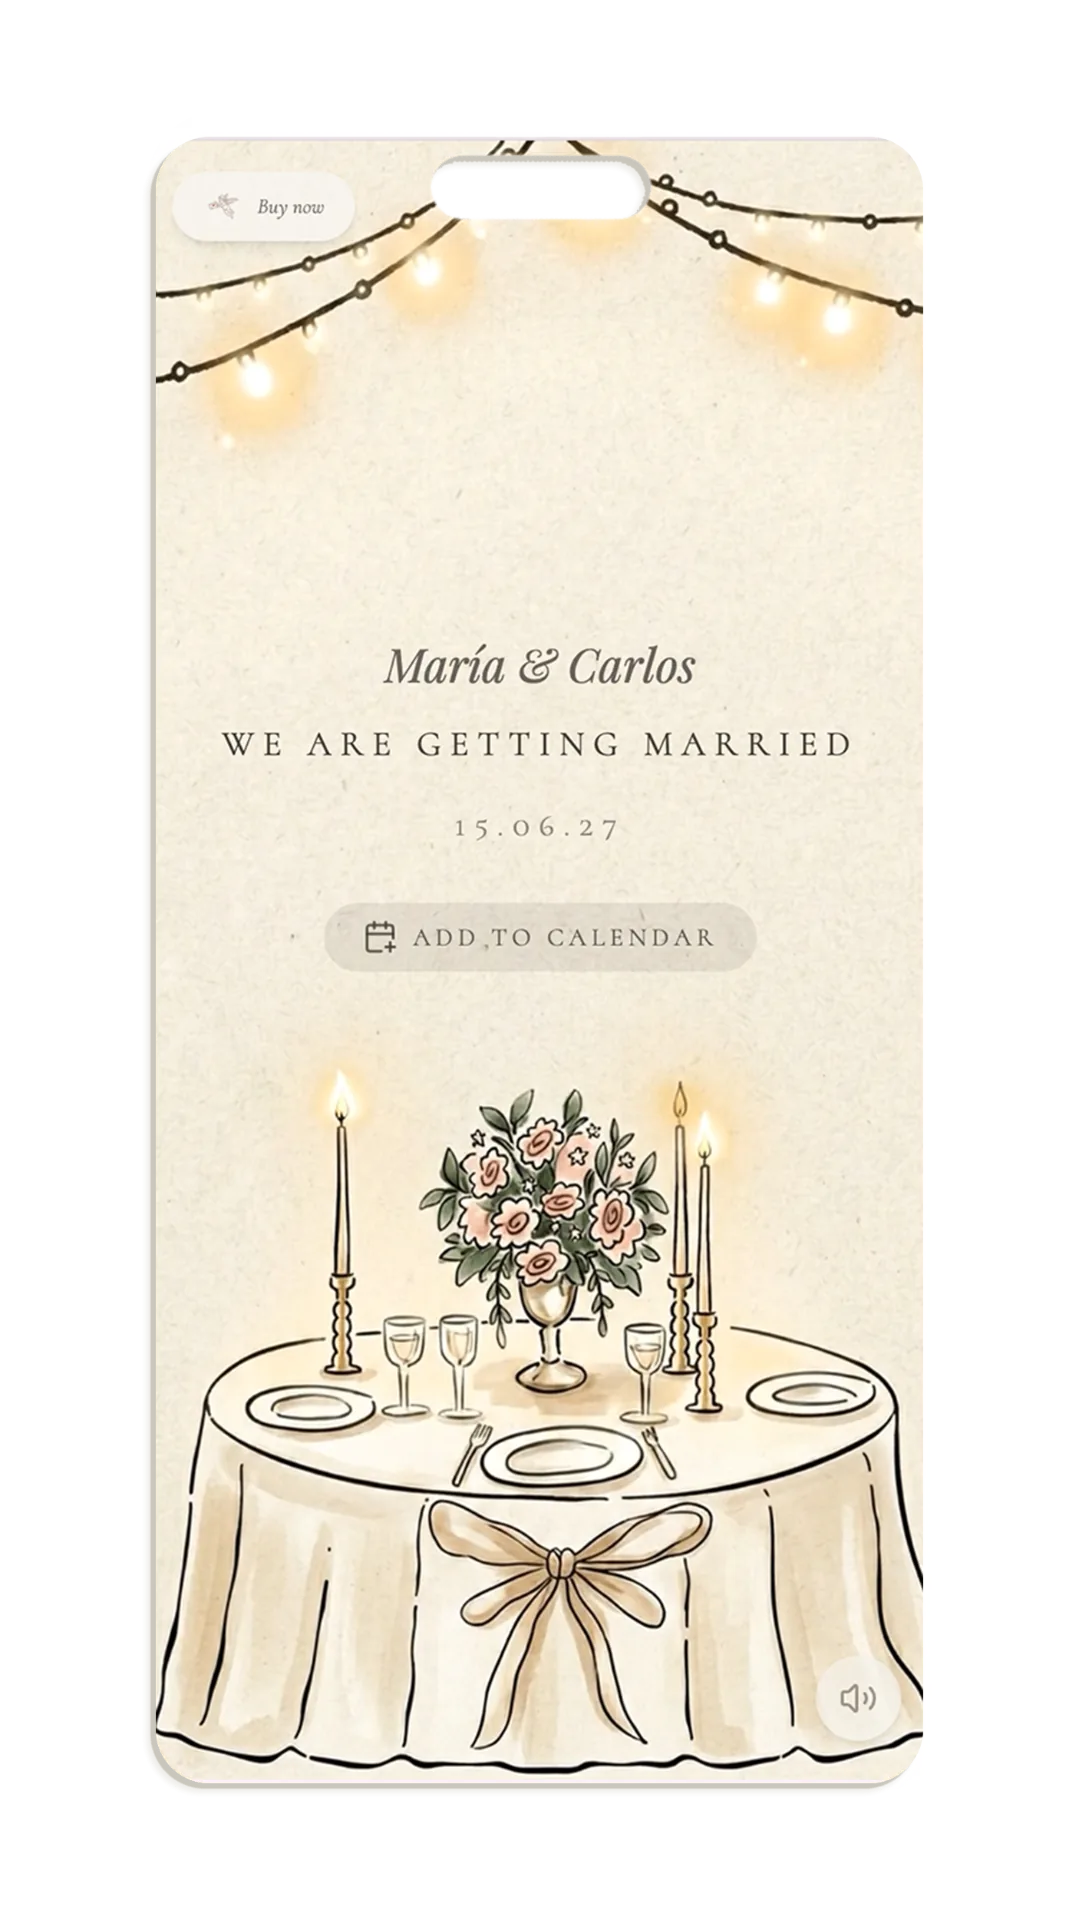 Buy now
María & Carlos
WE ARE GETTING MARRIED
15.06.27
ADD TO CALENDAR